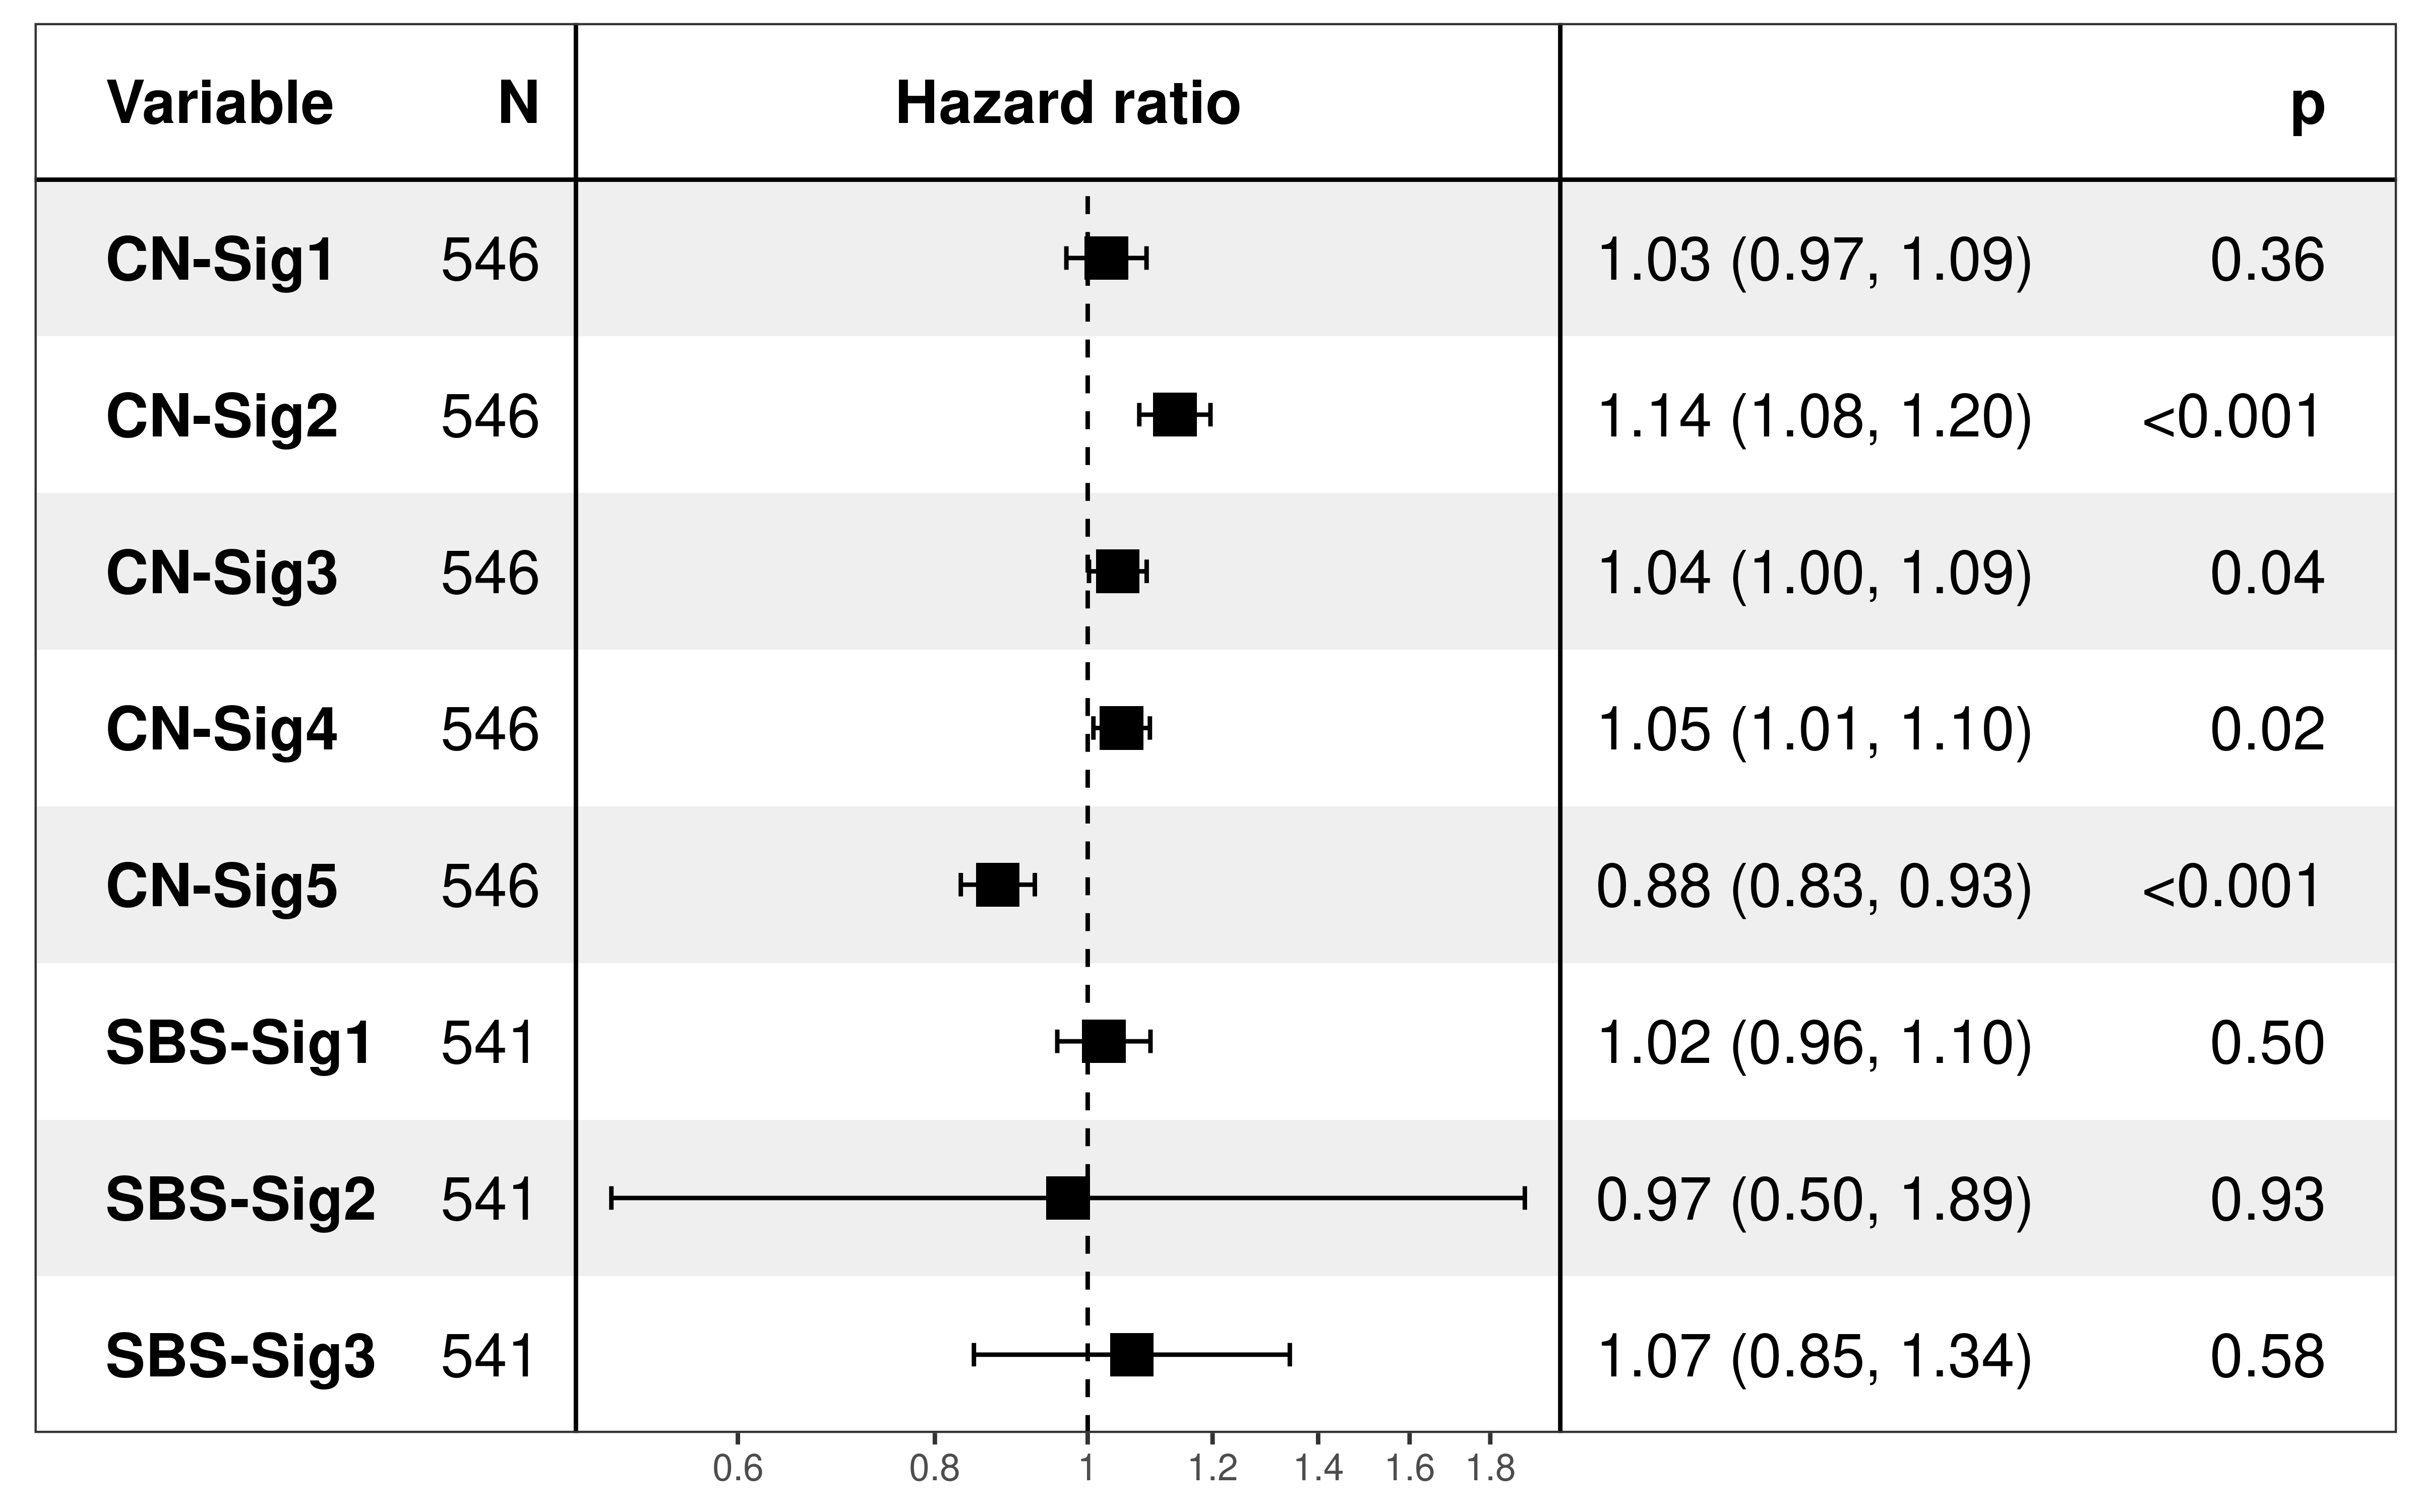 Variable N Hazard ratio p
CN-Sig1 546 1.03 (0.97, 1.09) 0.36
CN-Sig2 546 1.14 (1.08, 1.20) <0.001
CN-Sig3 546 1.04 (1.00, 1.09) 0.04
CN-Sig4 546 1.05 (1.01, 1.10) 0.02
CN-Sig5 546 0.88 (0.83, 0.93) <0.001
SBS-Sig1 541 1.02 (0.96, 1.10) 0.50
SBS-Sig2 541 0.97 (0.50, 1.89) 0.93
SBS-Sig3 541 1.07 (0.85, 1.34) 0.58
0.6 0.8 1 1.2 1.4 1.6 1.8